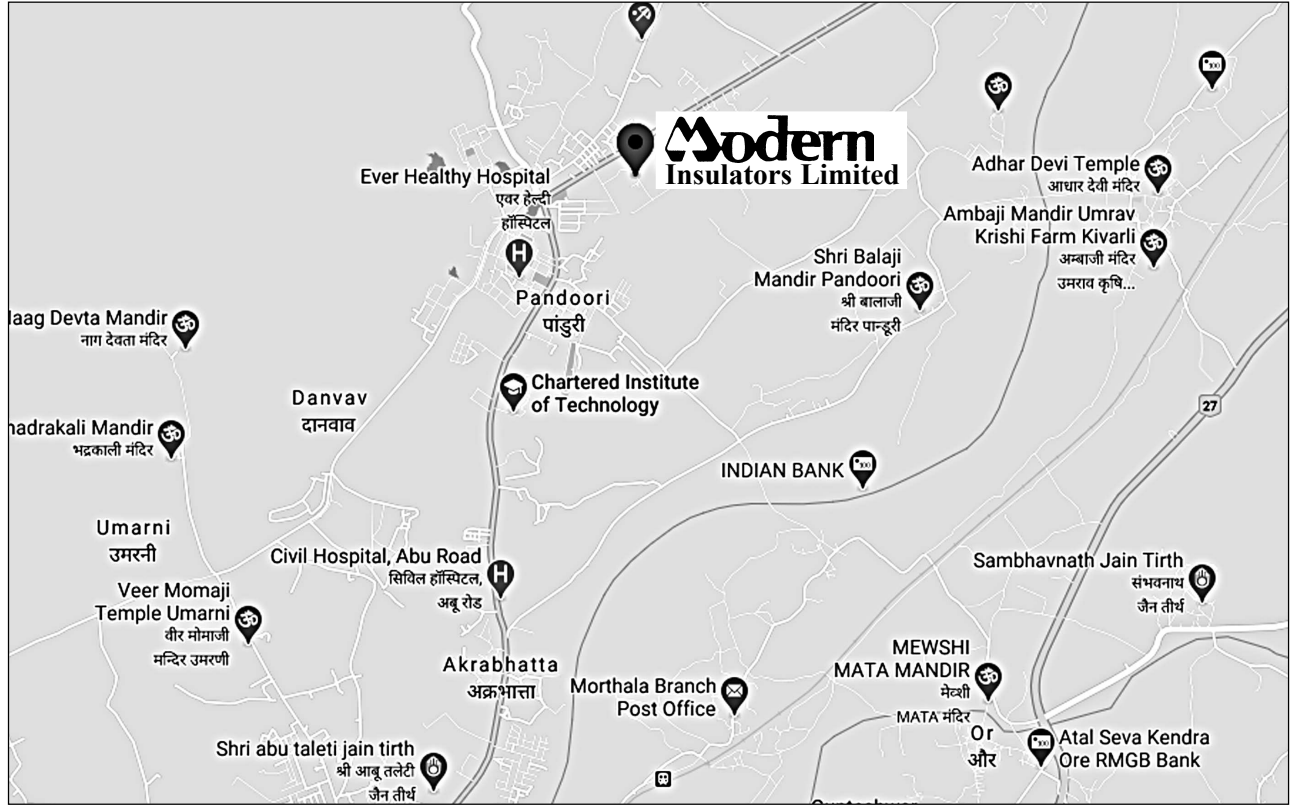 Modern
Insulators Limited
Ever Healthy Hospital
एवर हेल्दी
हॉस्पिटल
Adhar Devi Temple
आधार देवी मंदिर
Ambaji Mandir Umrav
Krishi Farm Kivarli
अम्बाजी मंदिर
उमराव कृषि...
Shri Balaji
Mandir Pandoori
श्री बालाजी
मंदिर पान्डूरी
Pandoori
पांडुरी
laag Devta Mandir
नाग देवता मंदिर
Chartered Institute
of Technology
Danvav
दानवाव
27
hadrakali Mandir
भद्रकाली मंदिर
INDIAN BANK
Umarni
उमरनी
Civil Hospital, Abu Road
सिविल हॉस्पिटल,
अबू रोड
Sambhavnath Jain Tirth
संभवनाथ
जैन तीर्थ
Veer Momaji
Temple Umarni
वीर मोमाजी
मन्दिर उमरणी
Akrabhatta
अक्रभात्ता
MEWSHI
MATA MANDIR
मेव्शी
MATA मंदिर
Morthala Branch
Post Office
Or
और
Atal Seva Kendra
Ore RMGB Bank
Shri abu taleti jain tirth
श्री आबू तलेटी
जैन तीर्थ